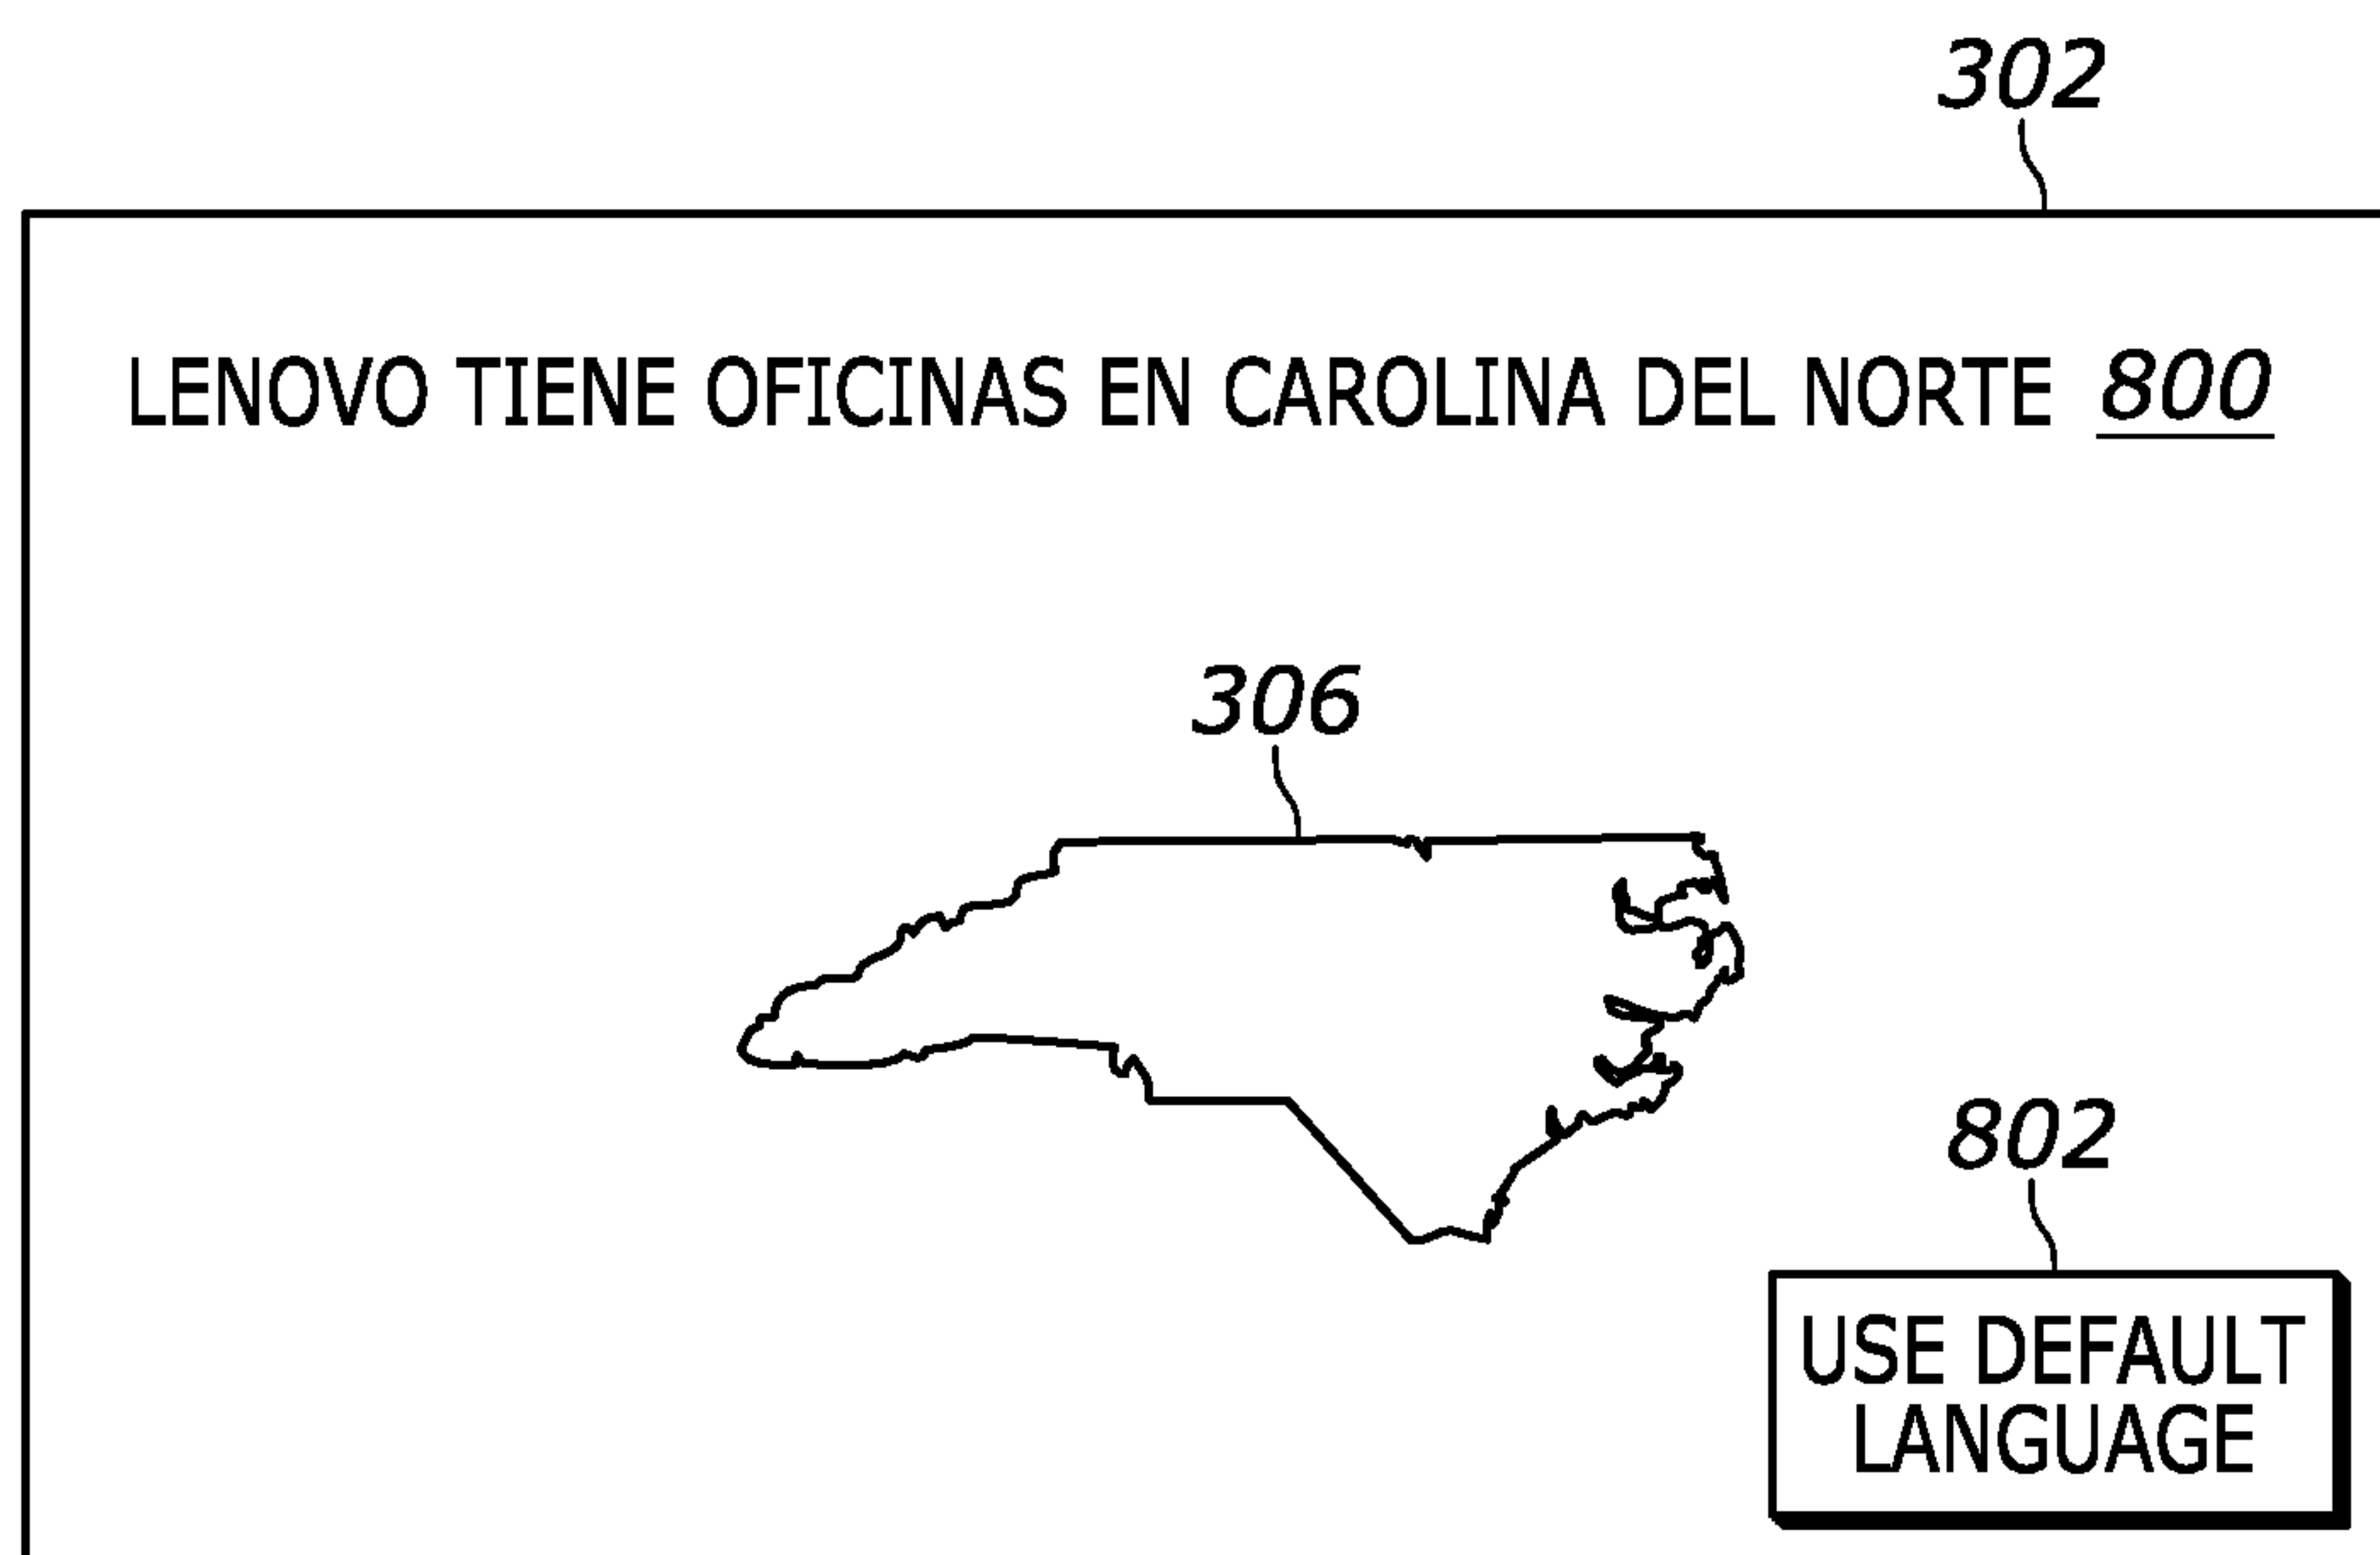 302
LENOVO TIENE OFICINAS EN CAROLINA DEL NORTE 800
306
802
USE DEFAULT
LANGUAGE